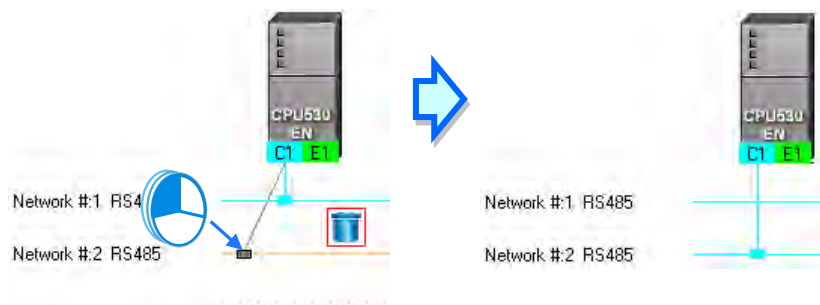 CPU530
EN
C1 E1
Network #:1 RS4
Network #:2 RS485
CPU530
EN
C1 E1
Network #:1 RS485
Network #:2 RS485